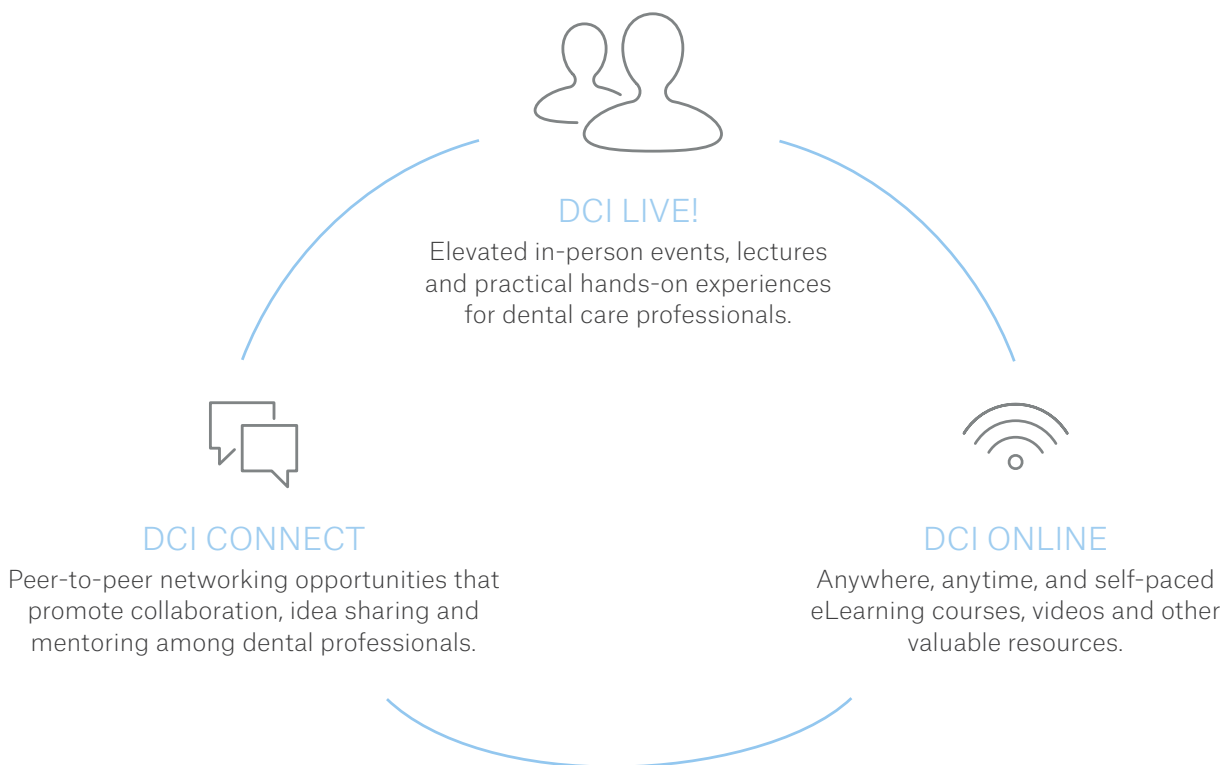 DCI LIVE!
Elevated in-person events, lectures
and practical hands-on experiences
for dental care professionals.
DCI CONNECT
Peer-to-peer networking opportunities that
promote collaboration, idea sharing and
mentoring among dental professionals.
DCI ONLINE
Anywhere, anytime, and self-paced
eLearning courses, videos and other
valuable resources.